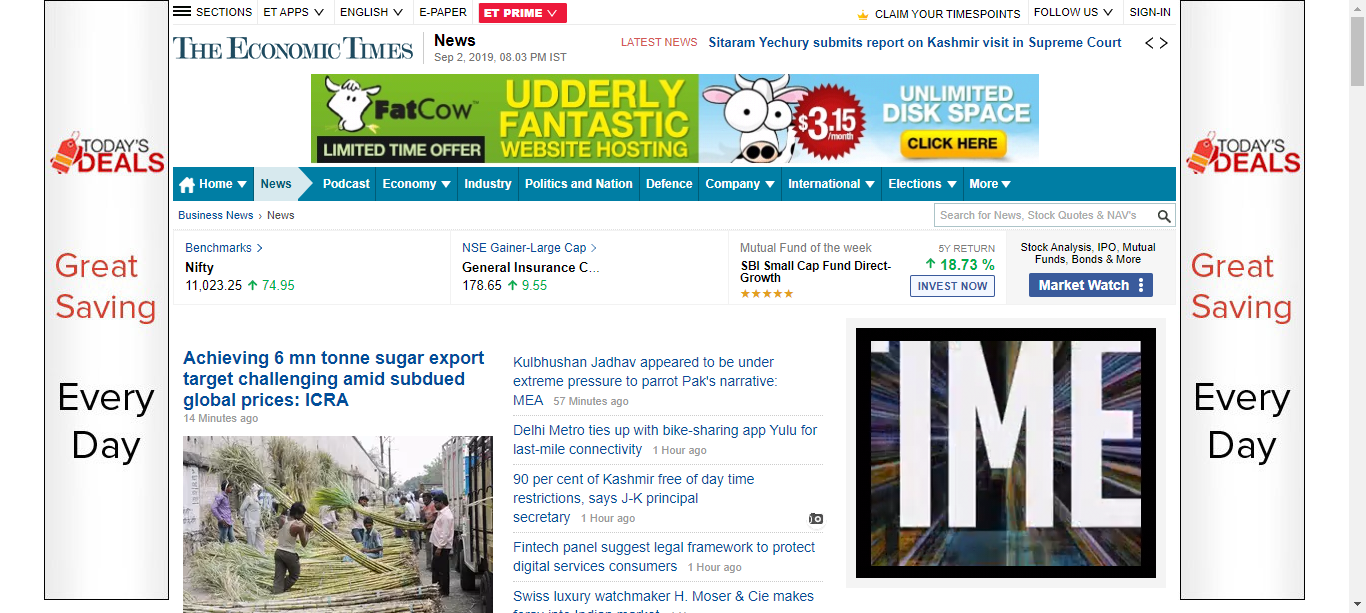 SECTIONS ET APPS ENGLISH E-PAPER ET PRIME CLAIM YOUR TIMESPOINTS FOLLOW US SIGN-IN
THE ECONOMIC TIMES
News
Sep 2, 2019, 08.03 PM IST
LATEST NEWS Sitaram Yechury submits report on Kashmir visit in Supreme Court
FatCow™
LIMITED TIME OFFER
UDDERLY
FANTASTIC
WEBSITE HOSTING
$3.15
/month
UNLIMITED
DISK SPACE
CLICK HERE
TODAY'S
DEALS
Great
Saving
Every
Day
Home News Podcast Economy Industry Politics and Nation Defence Company International Elections More
Business News › News
Search for News, Stock Quotes & NAV's
Benchmarks
Nifty
11,023.25 74.95
NSE Gainer-Large Cap
General Insurance C...
178.65 9.55
Mutual Fund of the week
SBI Small Cap Fund Direct-
Growth
5Y RETURN
18.73 %
INVEST NOW
Stock Analysis, IPO, Mutual
Funds, Bonds & More
Market Watch
Achieving 6 mn tonne sugar export
target challenging amid subdued
global prices: ICRA
14 Minutes ago
Kulbhushan Jadhav appeared to be under
extreme pressure to parrot Pak's narrative:
MEA 57 Minutes ago
Delhi Metro ties up with bike-sharing app Yulu for
last-mile connectivity 1 Hour ago
90 per cent of Kashmir free of day time
restrictions, says J-K principal
secretary 1 Hour ago
Fintech panel suggest legal framework to protect
digital services consumers 1 Hour ago
Swiss luxury watchmaker H. Moser & Cie makes
foray into Indian market
IME
TODAY'S
DEALS
Great
Saving
Every
Day